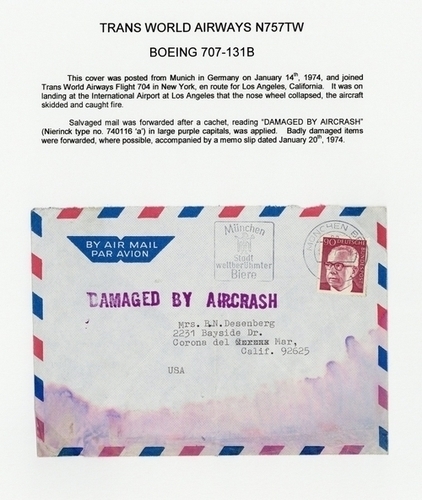 TRANS WORLD AIRWAYS N757TW
BOEING 707-131B
This cover was posted from Munich in Germany on January 14th, 1974, and joined
Trans World Airways Flight 704 in New York, en route for Los Angeles, California. It was on
landing at the International Airport at Los Angeles that the nose wheel collapsed, the aircraft
skidded and caught fire.
Salvaged mail was forwarded after a cachet, reading "DAMAGED BY AIRCRASH"
(Nierinck type no. 740116 'a') in large purple capitals, was applied. Badly damaged items
were forwarded, where possible, accompanied by a memo slip dated January 20th, 1974.
BY AIR MAIL
PAR AVION
München
Stadt
weltberühmter
Biere
MÜNCHEN
90
DEUTSCHE
BUNDESPOST
DAMAGED BY AIRCRASH
Mrs. B.N. Desenberg
2231 Bayside Dr.
Corona del Mar,
Calif. 92625
USA